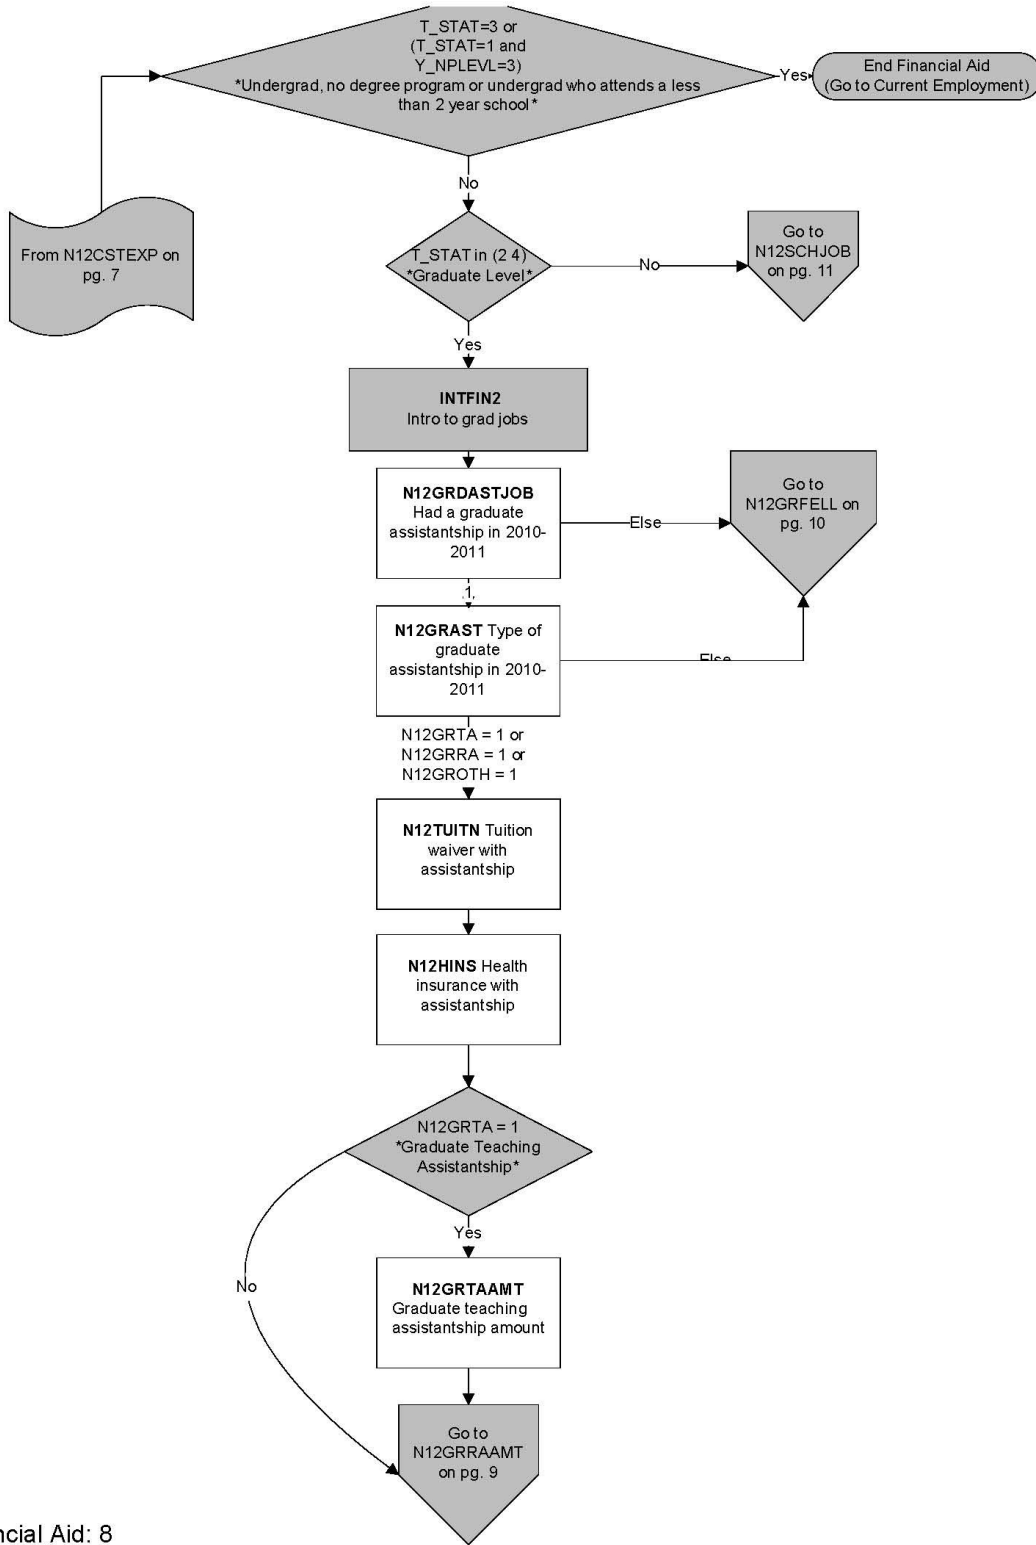 T_STAT=3 or
(T_STAT=1 and
Y_NPLEVL=3)
*Undergrad, no degree program or undergrad who attends a less
than 2 year school*
Yes
End Financial Aid
(Go to Current Employment)
No
From N12CSTEXP on
pg. 7
T_STAT in (2 4)
*Graduate Level*
No
Go to
N12SCHJOB
on pg. 11
Yes
INTFIN2
Intro to grad jobs
N12GRDASTJOB
Had a graduate
assistantship in 2010-
2011
Else
Go to
N12GRFELL on
pg. 10
1,
N12GRAST Type of
graduate
assistantship in 2010-
2011
Else
N12GRTA = 1 or
N12GRRA = 1 or
N12GROTH = 1
N12TUITN Tuition
waiver with
assistantship
N12HINS Health
insurance with
assistantship
N12GRTA = 1
*Graduate Teaching
Assistantship*
Yes
No
N12GRTAAMT
Graduate teaching
assistantship amount
Go to
N12GRRAAMT
on pg. 9
ncial Aid: 8